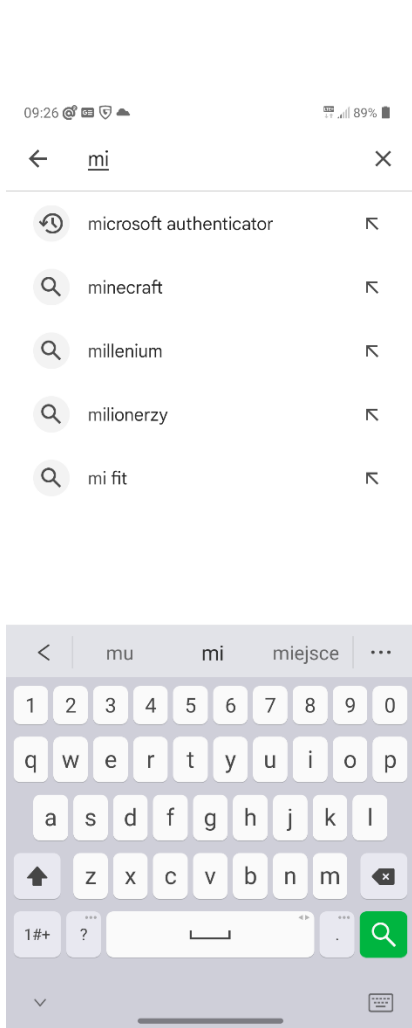 09:26 89%
mi
microsoft authenticator
minecraft
millenium
milionerzy
mi fit
mu mi miejsce
1 2 3 4 5 6 7 8 9 0
q w e r t y u i o p
a s d f g h j k l
z x c v b n m
1#+ ? .